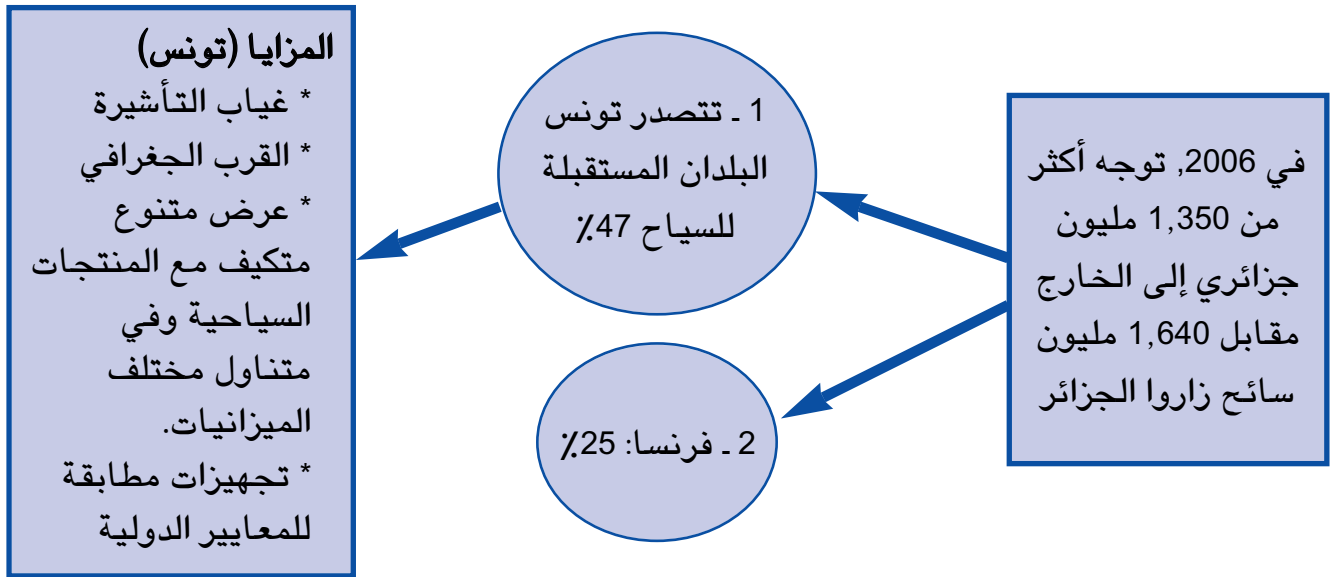 في 2006, توجه أكثر
من 1,350 مليون
جزائري إلى الخارج
مقابل 1,640 مليون
سائح زاروا الجزائر
1 ـ تتصدر تونس
البلدان المستقبلة
للسياح 47٪
2 ـ فرنسا: 25٪
المزايا (تونس)
* غياب التأشيرة
* القرب الجغرافي
* عرض متنوع
متكيف مع المنتجات
السياحية وفي
متناول مختلف
الميزانيات.
* تجهيزات مطابقة
للمعايير الدولية